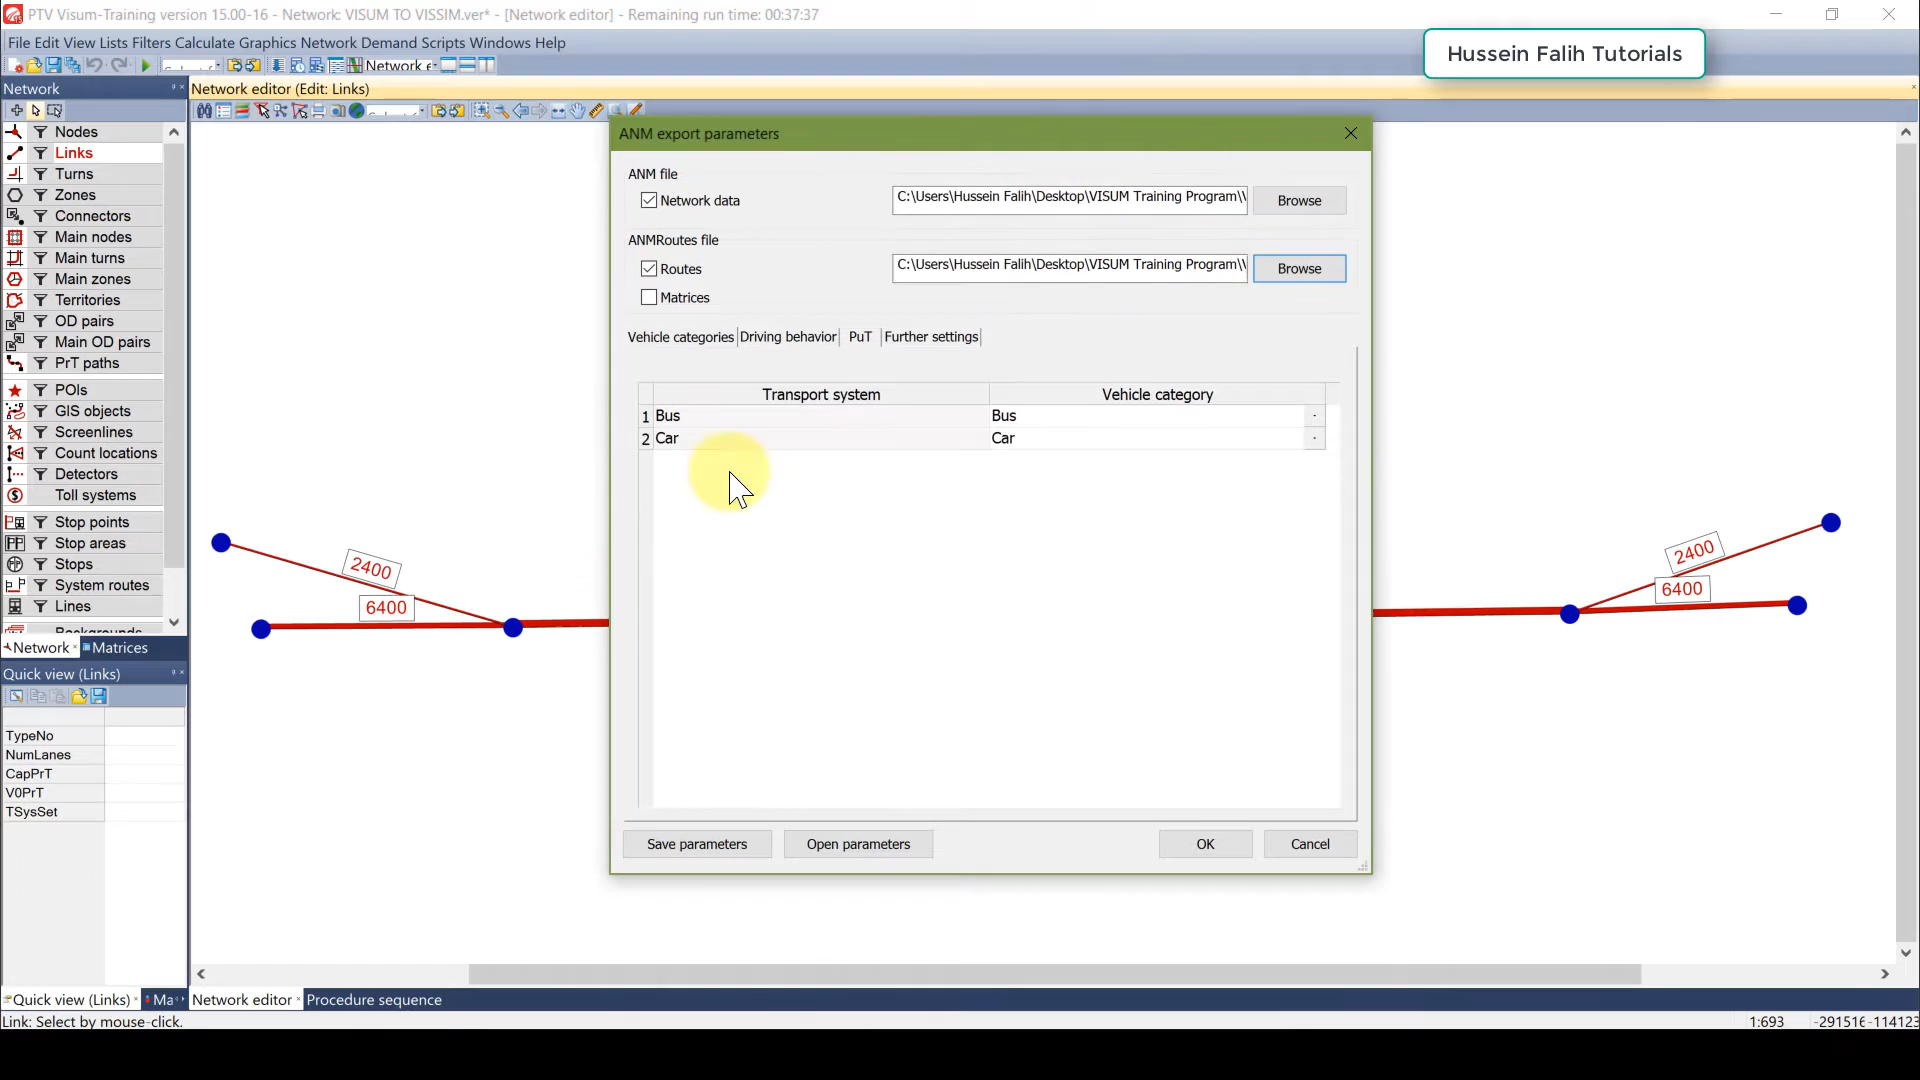 PTV Visum-Training version 15.00-16 - Network: VISUM TO VISSIM.ver* - [Network editor] - Remaining run time: 00:37:37
File Edit View Lists Filters Calculate Graphics Network Demand Scripts Windows Help
Hussein Falih Tutorials
Network e
Network
Network editor (Edit: Links)
Nodes
Links
Turns
Zones
Connectors
Main nodes
Main turns
Main zones
Territories
OD pairs
Main OD pairs
PrT paths
POIs
GIS objects
Screenlines
Count locations
Detectors
Toll systems
Stop points
Stop areas
Stops
System routes
Lines
Backgrounds
Network Matrices
Quick view (Links)
TypeNo
NumLanes
CapPrT
V0PrT
TSysSet
ANM export parameters
ANM file
Network data
C:\Users\Hussein Falih\Desktop\VISUM Training Program\\
Browse
ANMRoutes file
Routes
C:\Users\Hussein Falih\Desktop\VISUM Training Program\\
Browse
Matrices
Vehicle categories Driving behavior PuT Further settings
Transport system Vehicle category
1 Bus Bus
2 Car Car
Save parameters Open parameters OK Cancel
2400
6400
2400
6400
Quick view (Links) Ma Network editor Procedure sequence
Link: Select by mouse-click.
1:693 -291516 -114123